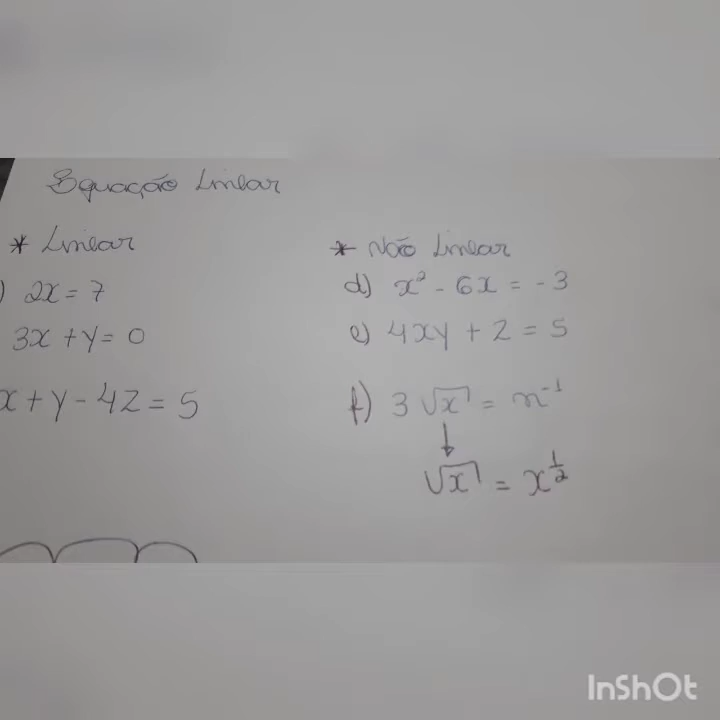 Equação Linear
* Linear
) 2x = 7
3x + y = 0
x + y - 4z = 5
* Não Linear
d) x² - 6x = -3
e) 4xy + z = 5
f) 3 √x = n⁻¹
↓
√x = x^½
InShOt